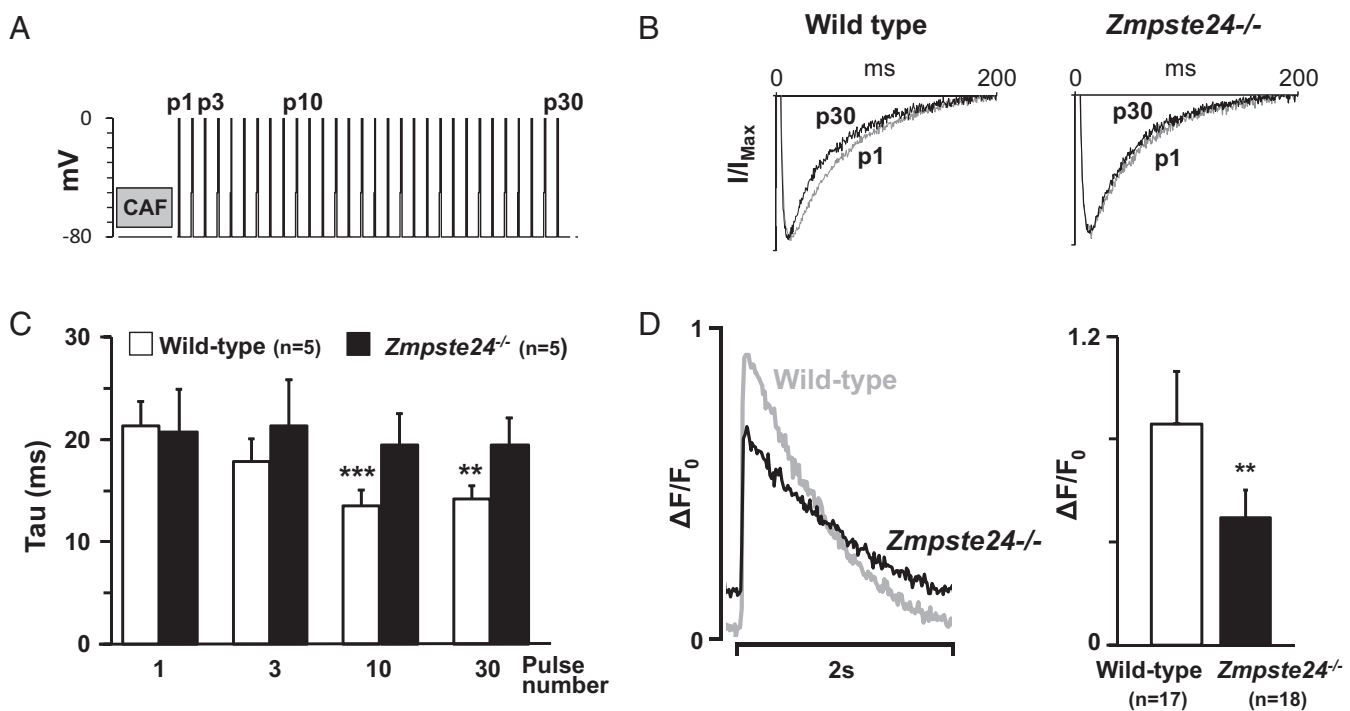 A
p1 p3 p10 p30
0
mV
CAF
-80
B
Wild type
Zmpste24-/-
0 ms 200
0 ms 200
I/IMax
p30
p1
p30
p1
C
30
20
10
0
Tau (ms)
Wild-type (n=5)
Zmpste24-/- (n=5)
***
**
1 3 10 30 Pulse number
D
1
0
ΔF/F0
Wild-type
Zmpste24-/-
2s
1.2
0
ΔF/F0
**
Wild-type
(n=17)
Zmpste24-/-
(n=18)